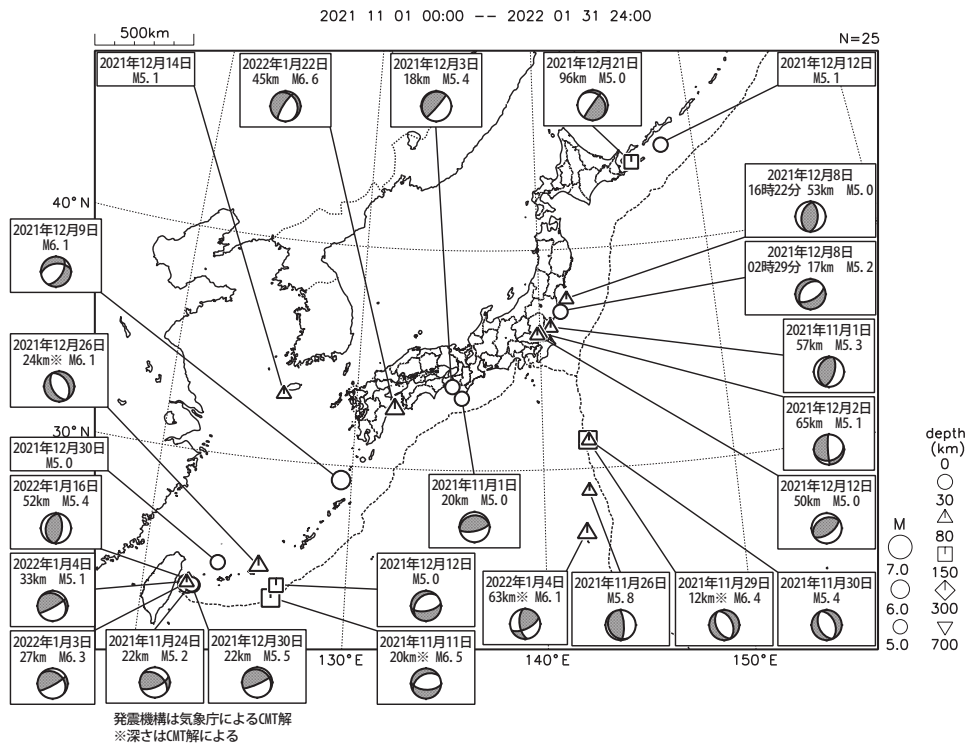 2021 11 01 00:00 -- 2022 01 31 24:00
500km
N=25
2021年12月14日
M5.1
2022年1月22日
45km M6.6
2021年12月3日
18km M5.4
2021年12月21日
96km M5.0
2021年12月12日
M5.1
2021年12月8日
16時22分 53km M5.0
40°N
2021年12月9日
M6.1
2021年12月8日
02時29分 17km M5.2
2021年12月26日
24km※ M6.1
2021年11月1日
57km M5.3
2021年12月2日
65km M5.1
30°N
2021年12月30日
M5.0
2022年1月16日
52km M5.4
2021年11月1日
20km M5.0
2021年12月12日
50km M5.0
depth
(km)
0
30
80
150
300
700
M
7.0
6.0
5.0
2022年1月4日
33km M5.1
2021年12月12日
M5.0
2022年1月4日
63km※ M6.1
2021年11月26日
M5.8
2021年11月29日
12km※ M6.4
2021年11月30日
M5.4
2022年1月3日
27km M6.3
2021年11月24日
22km M5.2
2021年12月30日
22km M5.5
2021年11月11日
20km※ M6.5
130°E
140°E
150°E
発震機構は気象庁によるCMT解
※深さはCMT解による